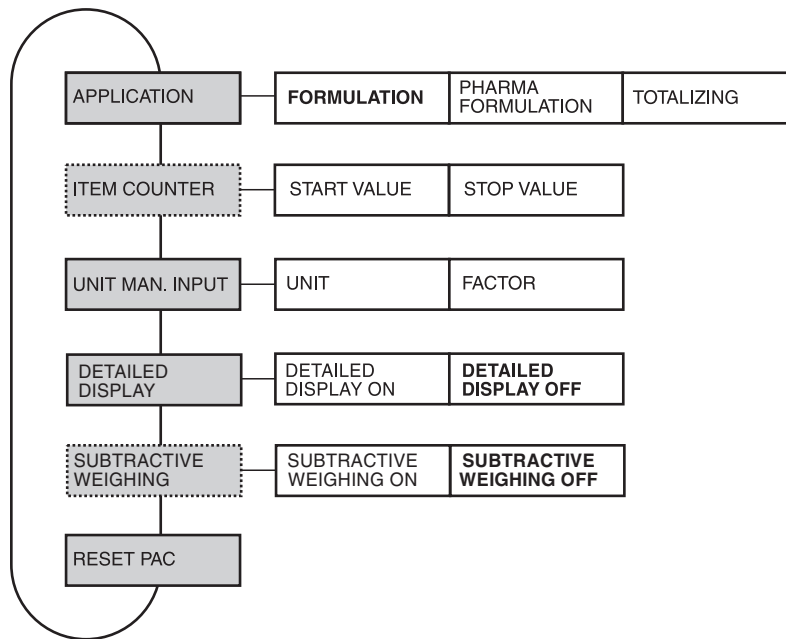 APPLICATION
FORMULATION
PHARMA
FORMULATION
TOTALIZING
ITEM COUNTER
START VALUE
STOP VALUE
UNIT MAN. INPUT
UNIT
FACTOR
DETAILED
DISPLAY
DETAILED
DISPLAY ON
DETAILED
DISPLAY OFF
SUBTRACTIVE
WEIGHING
SUBTRACTIVE
WEIGHING ON
SUBTRACTIVE
WEIGHING OFF
RESET PAC